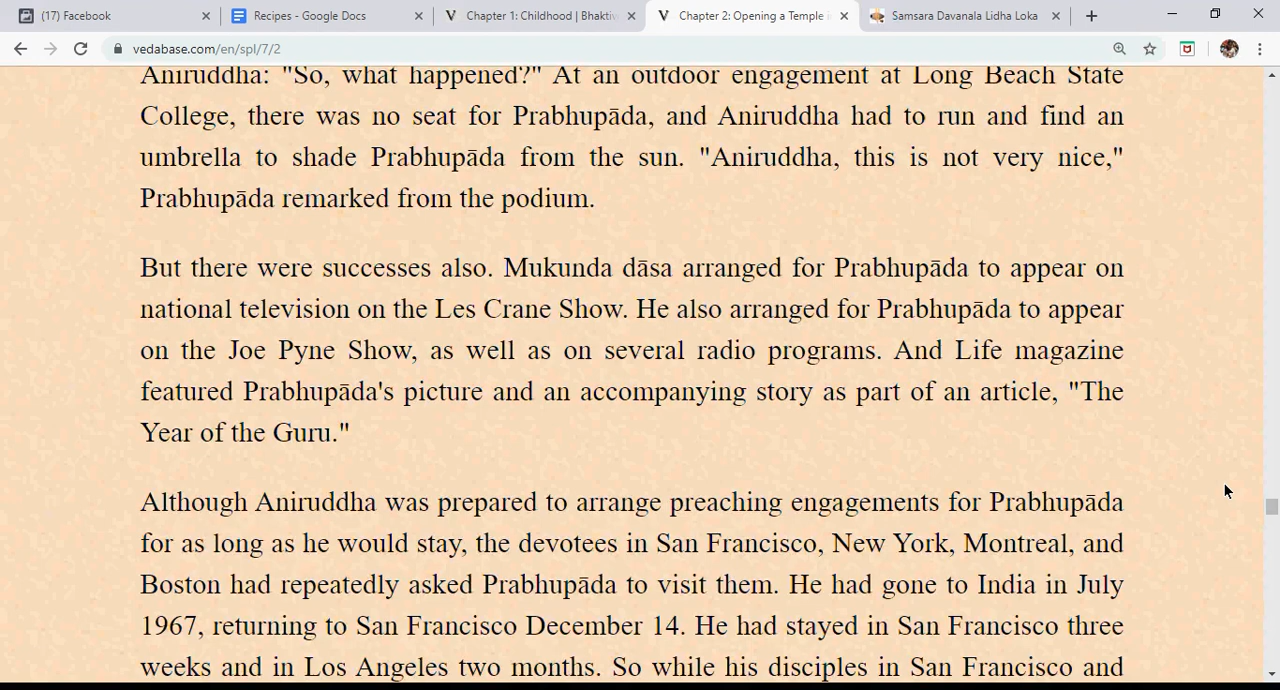 (17) Facebook
Recipes - Google Docs
Chapter 1: Childhood | Bhaktiv
Chapter 2: Opening a Temple i
Samsara Davanala Lidha Loka
vedabase.com/en/spl/7/2
Aniruddha: "So, what happened?" At an outdoor engagement at Long Beach State
College, there was no seat for Prabhupāda, and Aniruddha had to run and find an
umbrella to shade Prabhupāda from the sun. "Aniruddha, this is not very nice,"
Prabhupāda remarked from the podium.
But there were successes also. Mukunda dāsa arranged for Prabhupāda to appear on
national television on the Les Crane Show. He also arranged for Prabhupāda to appear
on the Joe Pyne Show, as well as on several radio programs. And Life magazine
featured Prabhupāda's picture and an accompanying story as part of an article, "The
Year of the Guru."
Although Aniruddha was prepared to arrange preaching engagements for Prabhupāda
for as long as he would stay, the devotees in San Francisco, New York, Montreal, and
Boston had repeatedly asked Prabhupāda to visit them. He had gone to India in July
1967, returning to San Francisco December 14. He had stayed in San Francisco three
weeks and in Los Angeles two months. So while his disciples in San Francisco and